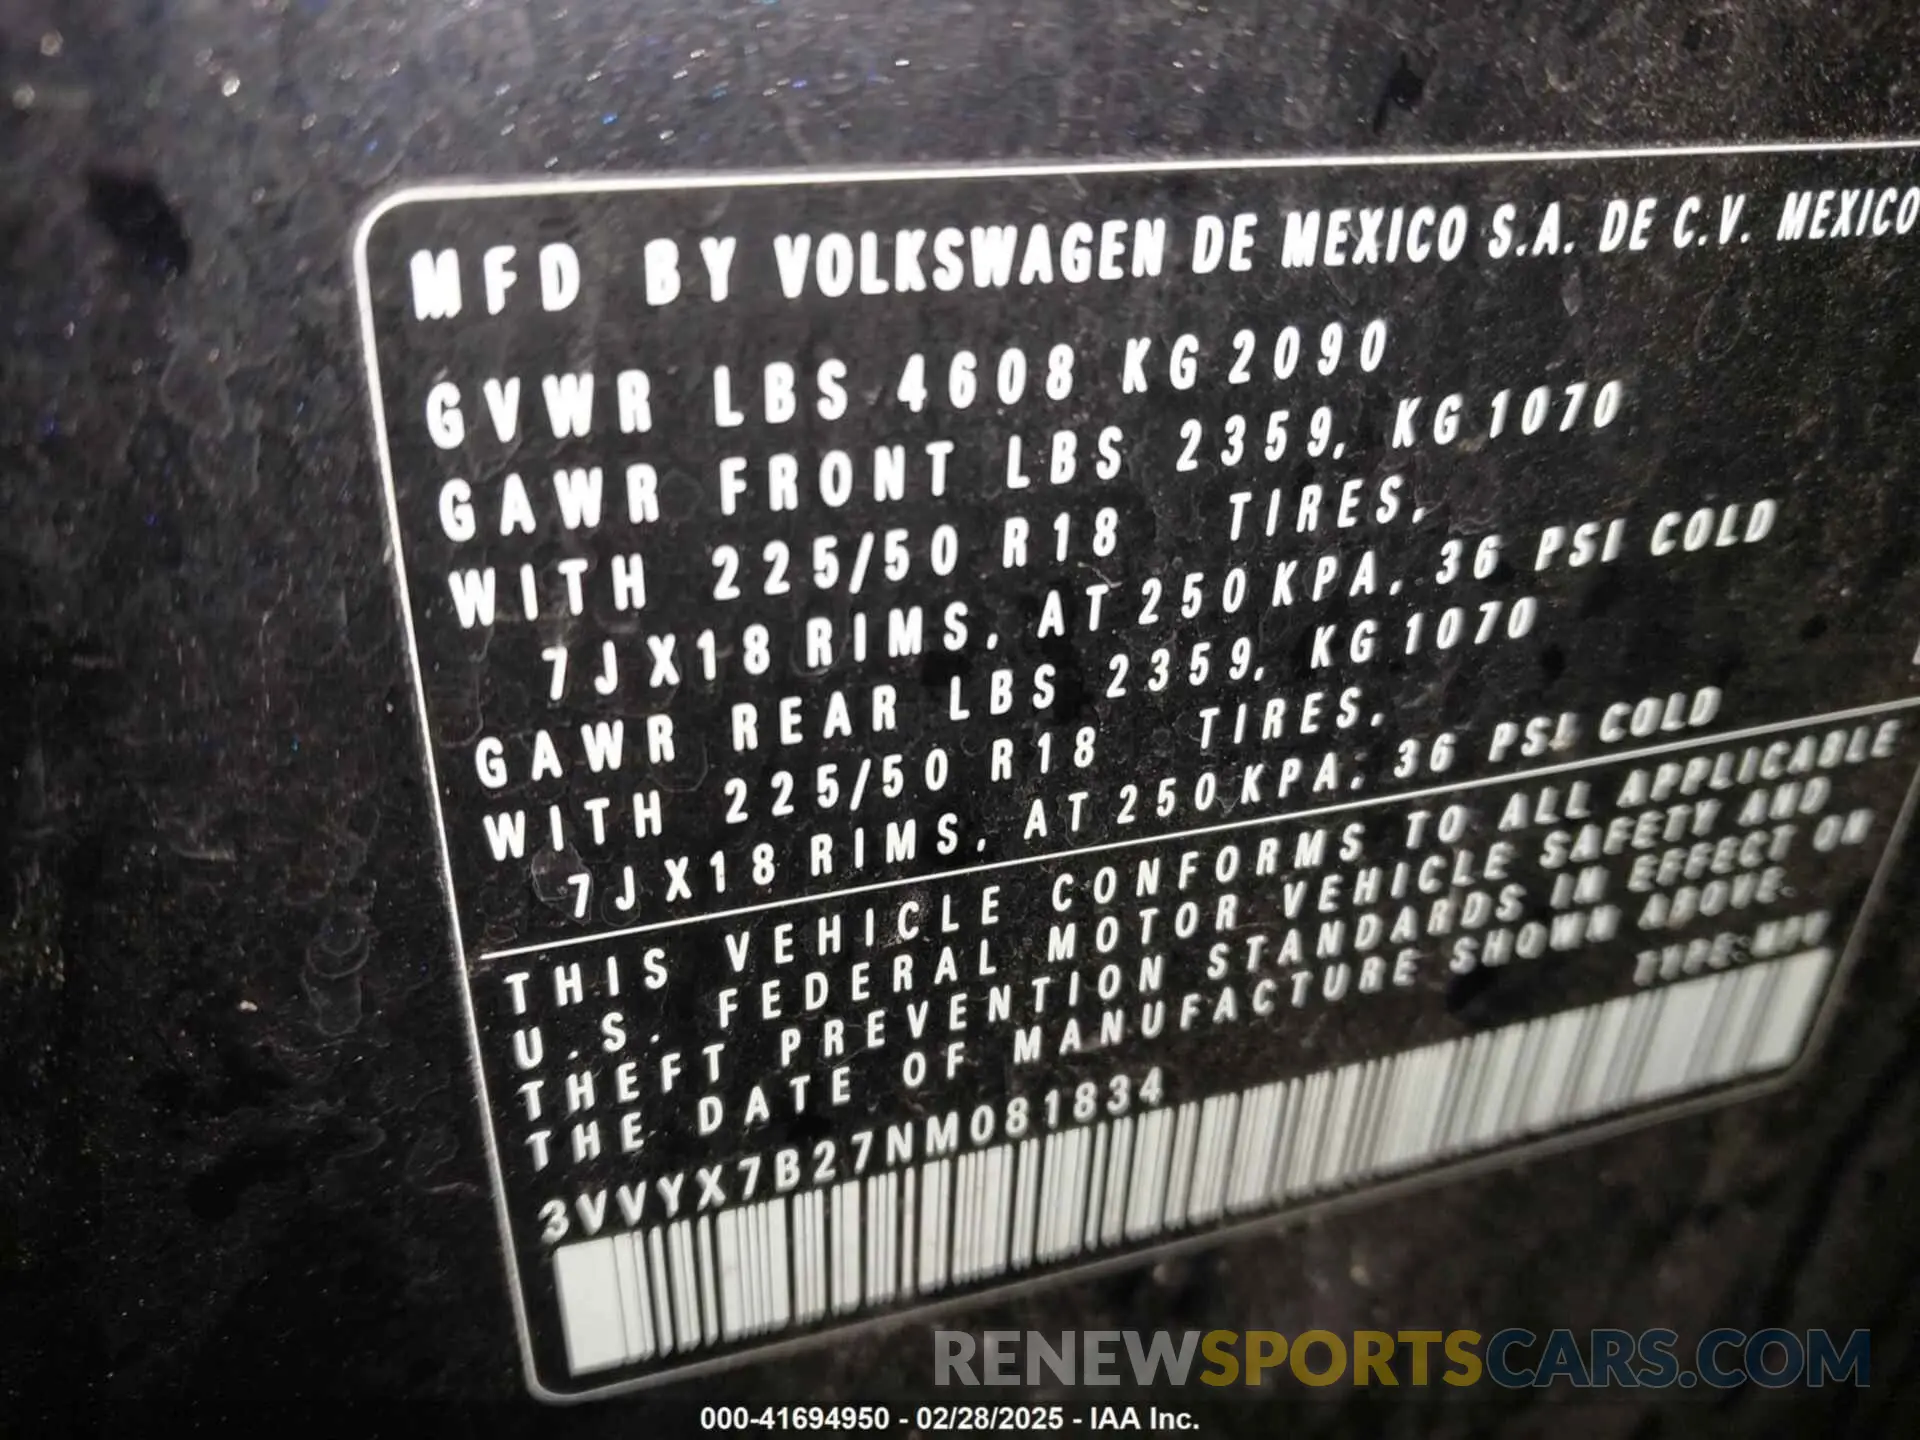 MFD BY VOLKSWAGEN DE MEXICO S.A. DE C.V. MEXICO
GVWR LBS 4608 KG 2090
GAWR FRONT LBS 2359, KG 1070
WITH 225/50 R18 TIRES,
7JX18 RIMS, AT 250 KPA, 36 PSI COLD
GAWR REAR LBS 2359, KG 1070
WITH 225/50 R18 TIRES,
7JX18 RIMS, AT 250 KPA, 36 PSI COLD
THIS VEHICLE CONFORMS TO ALL APPLICABLE
U.S. FEDERAL MOTOR VEHICLE SAFETY AND
THEFT PREVENTION STANDARDS IN EFFECT ON
THE DATE OF MANUFACTURE SHOWN ABOVE.
TYPE: MPV
3VVYX7B27NM081834
RENEWSPORTSCARS.COM
000-41694950 - 02/28/2025 - IAA Inc.